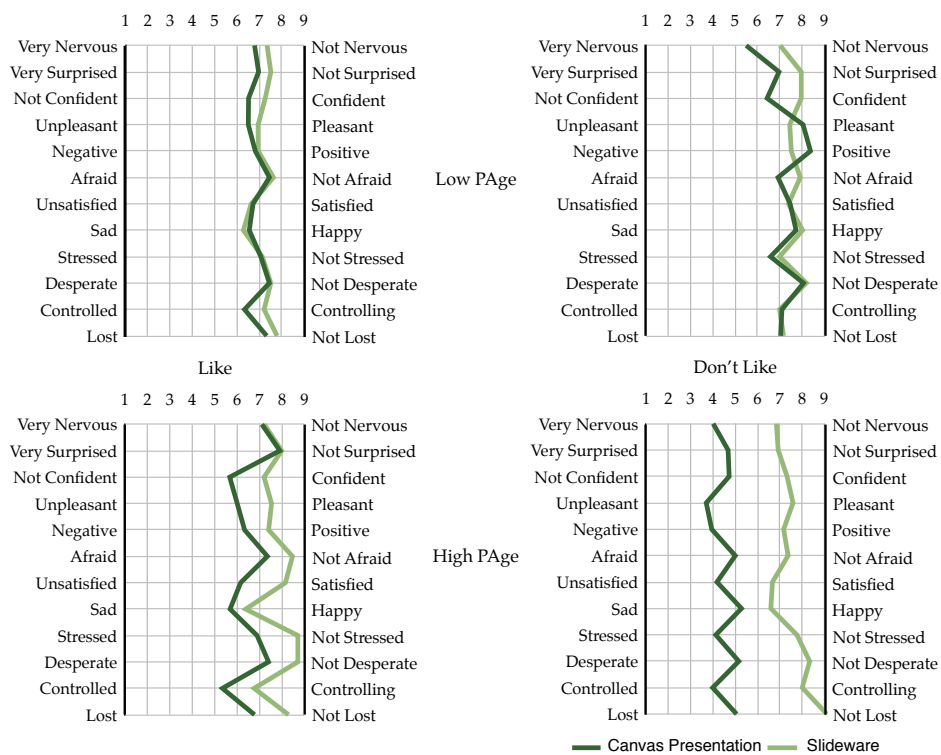 1 2 3 4 5 6 7 8 9
Very Nervous Not Nervous
Very Surprised Not Surprised
Not Confident Confident
Unpleasant Pleasant
Negative Positive
Afraid Not Afraid
Unsatisfied Satisfied
Sad Happy
Stressed Not Stressed
Desperate Not Desperate
Controlled Controlling
Lost Not Lost
Low PAge
1 2 3 4 5 6 7 8 9
Very Nervous Not Nervous
Very Surprised Not Surprised
Not Confident Confident
Unpleasant Pleasant
Negative Positive
Afraid Not Afraid
Unsatisfied Satisfied
Sad Happy
Stressed Not Stressed
Desperate Not Desperate
Controlled Controlling
Lost Not Lost
Like
Don't Like
1 2 3 4 5 6 7 8 9
Very Nervous Not Nervous
Very Surprised Not Surprised
Not Confident Confident
Unpleasant Pleasant
Negative Positive
Afraid Not Afraid
Unsatisfied Satisfied
Sad Happy
Stressed Not Stressed
Desperate Not Desperate
Controlled Controlling
Lost Not Lost
High PAge
1 2 3 4 5 6 7 8 9
Very Nervous Not Nervous
Very Surprised Not Surprised
Not Confident Confident
Unpleasant Pleasant
Negative Positive
Afraid Not Afraid
Unsatisfied Satisfied
Sad Happy
Stressed Not Stressed
Desperate Not Desperate
Controlled Controlling
Lost Not Lost
Canvas Presentation Slideware